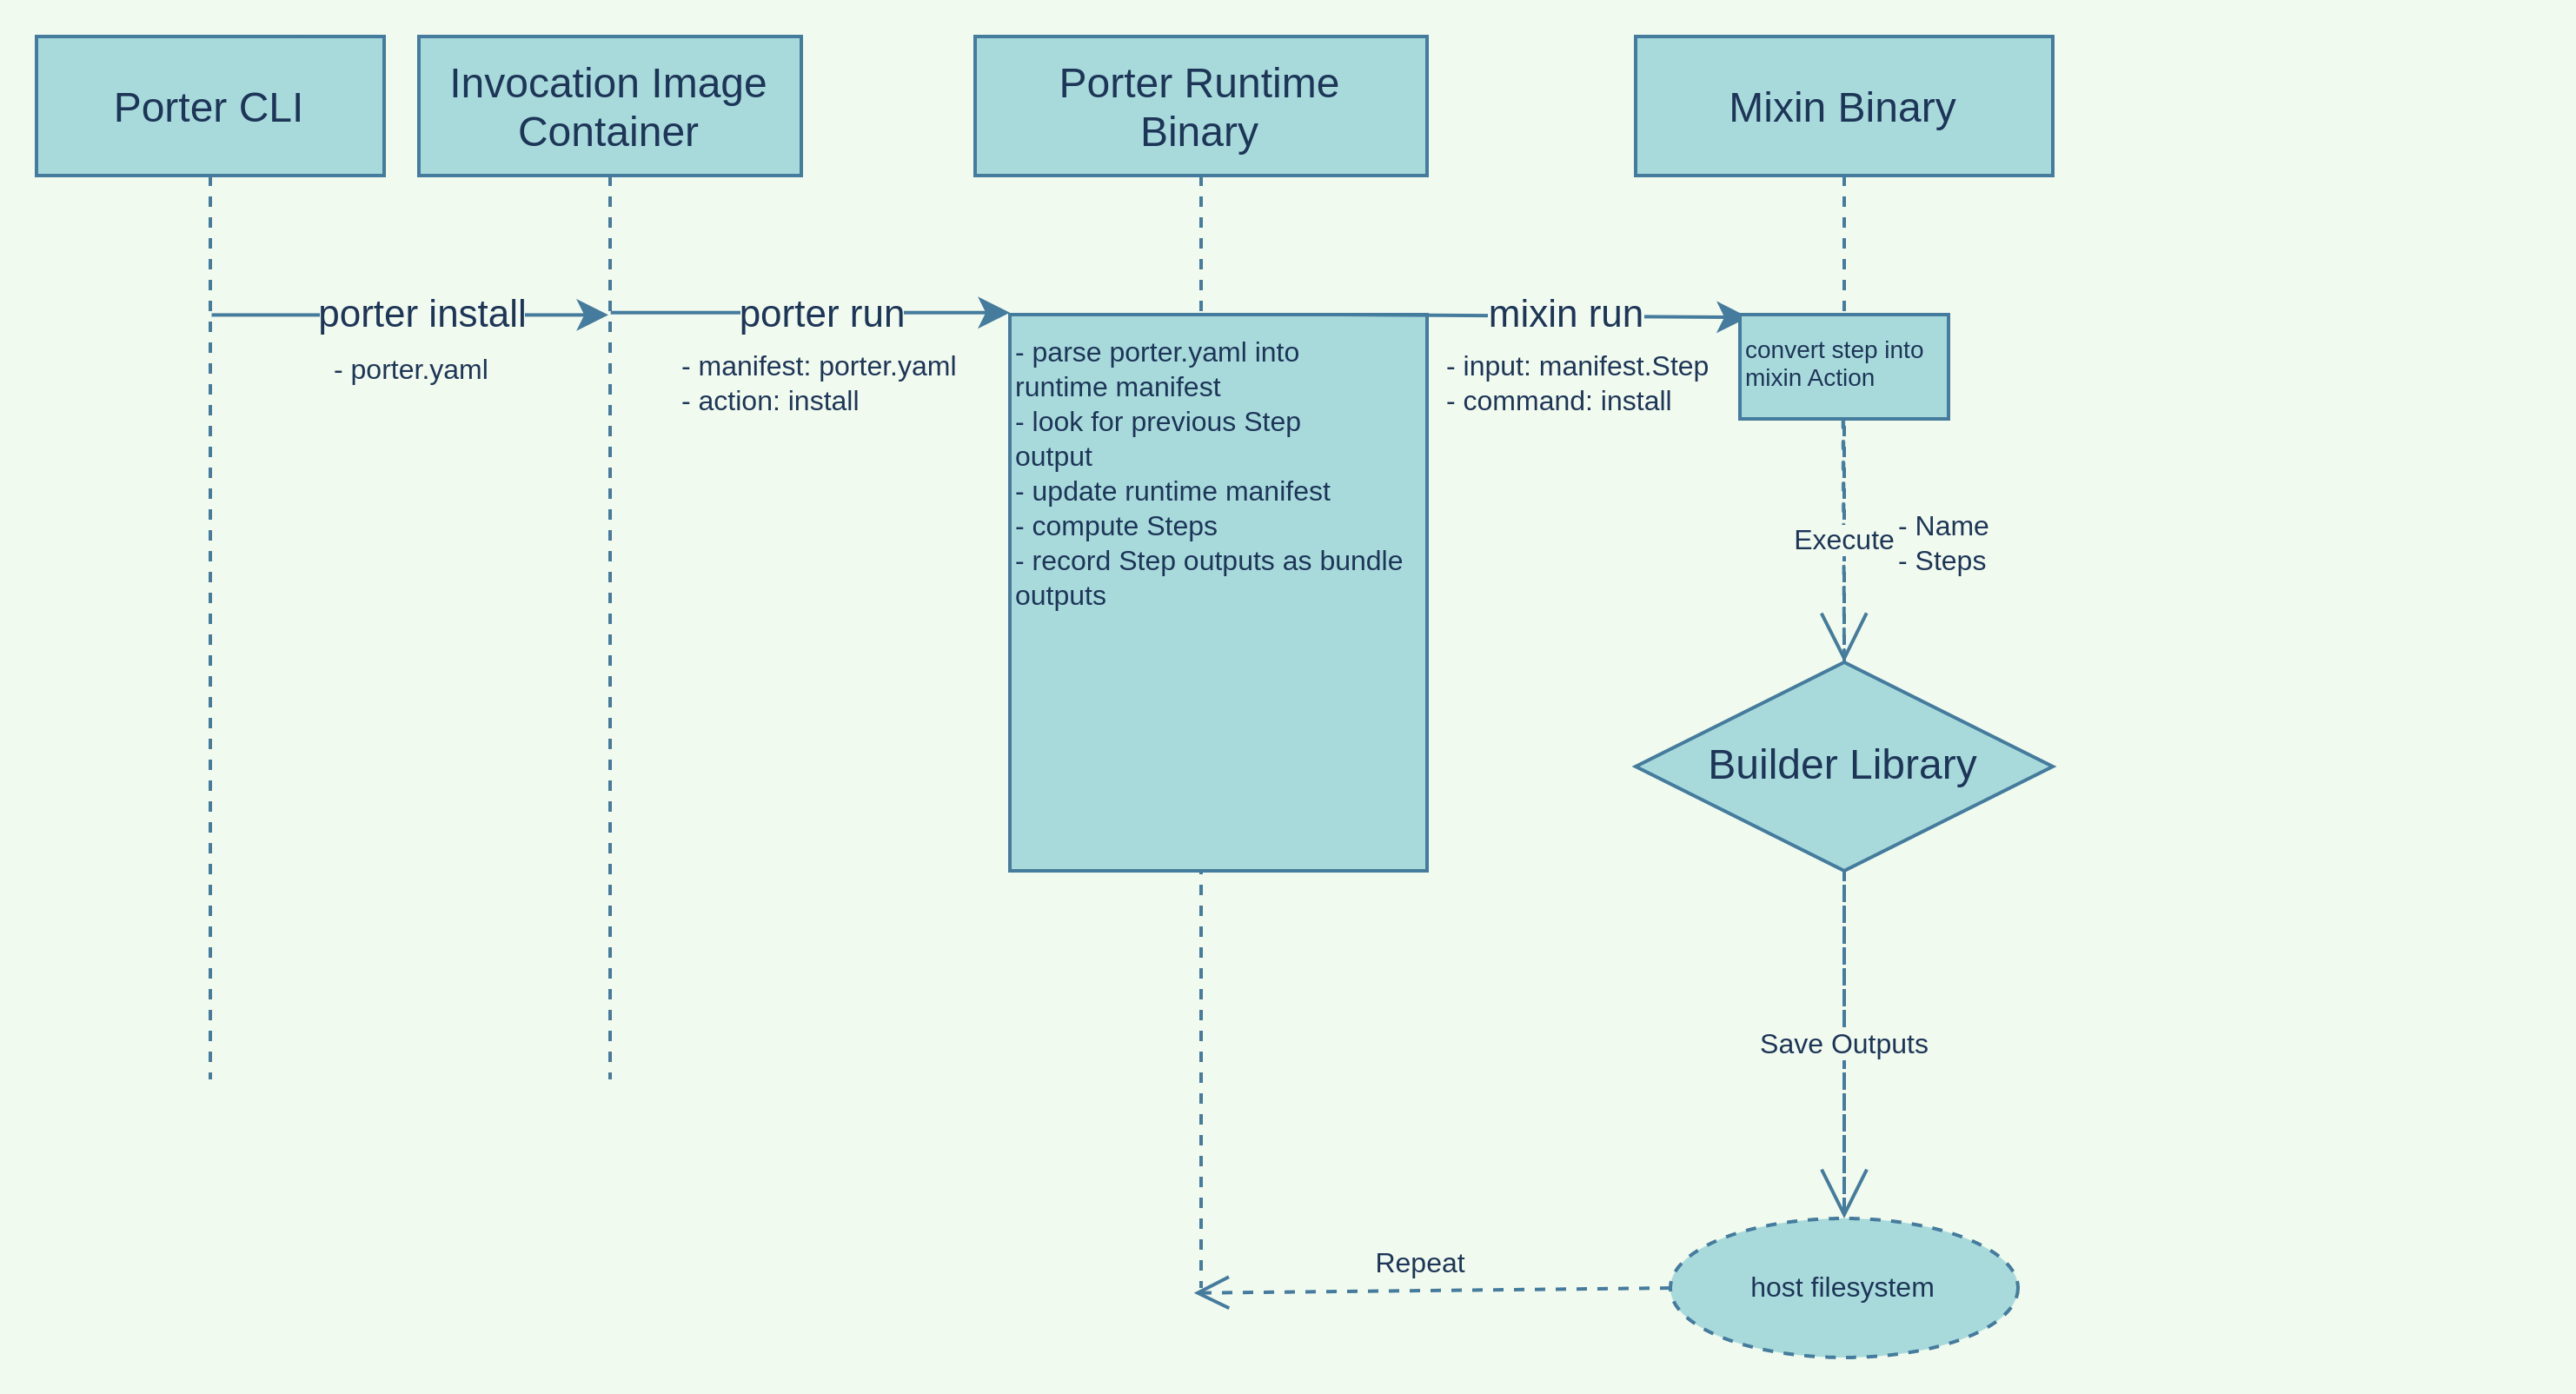 Porter CLI
Invocation Image
Container
Porter Runtime
Binary
Mixin Binary
porter install
- porter.yaml
porter run
- manifest: porter.yaml
- action: install
- parse porter.yaml into
runtime manifest
- look for previous Step
output
- update runtime manifest
- compute Steps
- record Step outputs as bundle
outputs
mixin run
- input: manifest.Step
- command: install
convert step into
mixin Action
Execute
- Name
- Steps
Builder Library
Save Outputs
Repeat
host filesystem